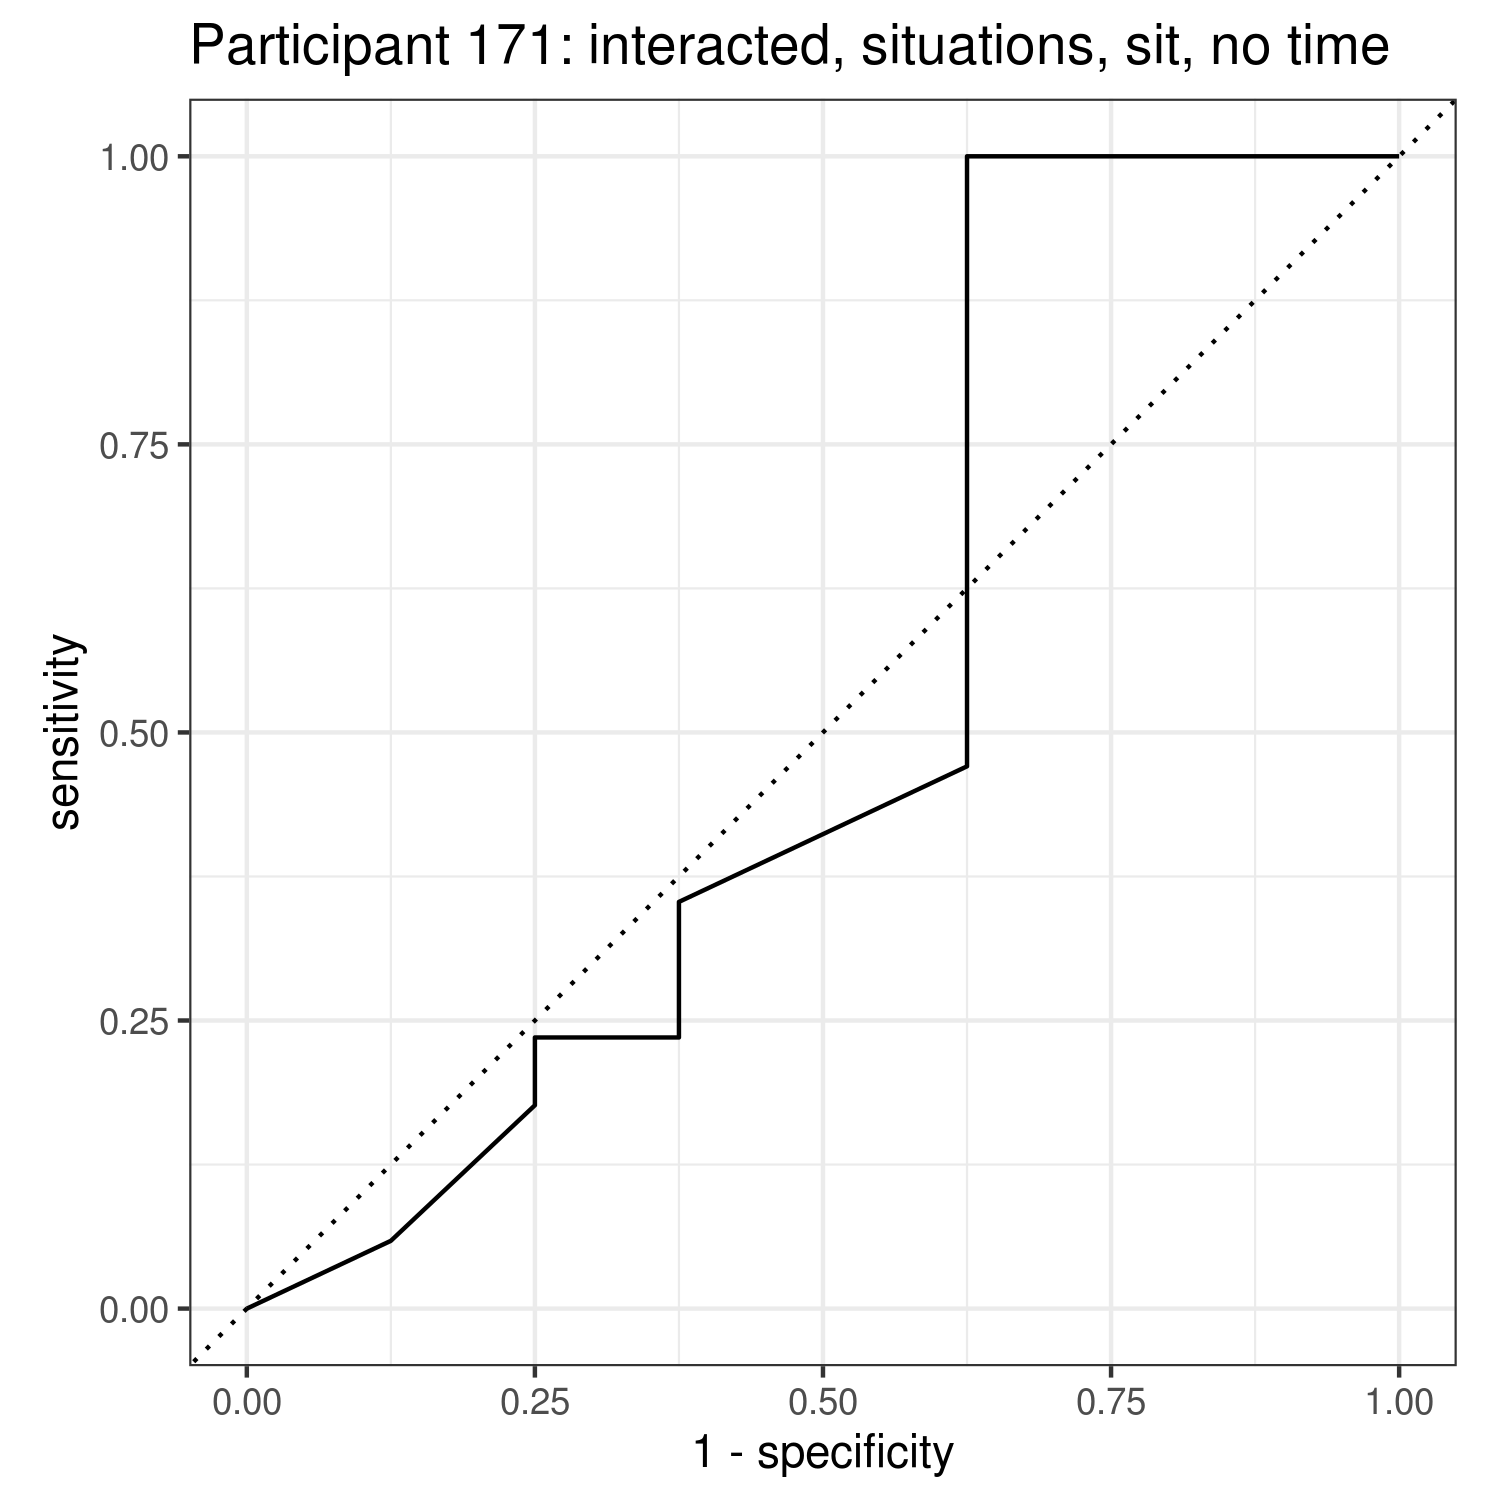 Participant 171: interacted, situations, sit, no time
1.00
0.75
0.50
0.25
0.00
sensitivity
0.00 0.25 0.50 0.75 1.00
1 - specificity